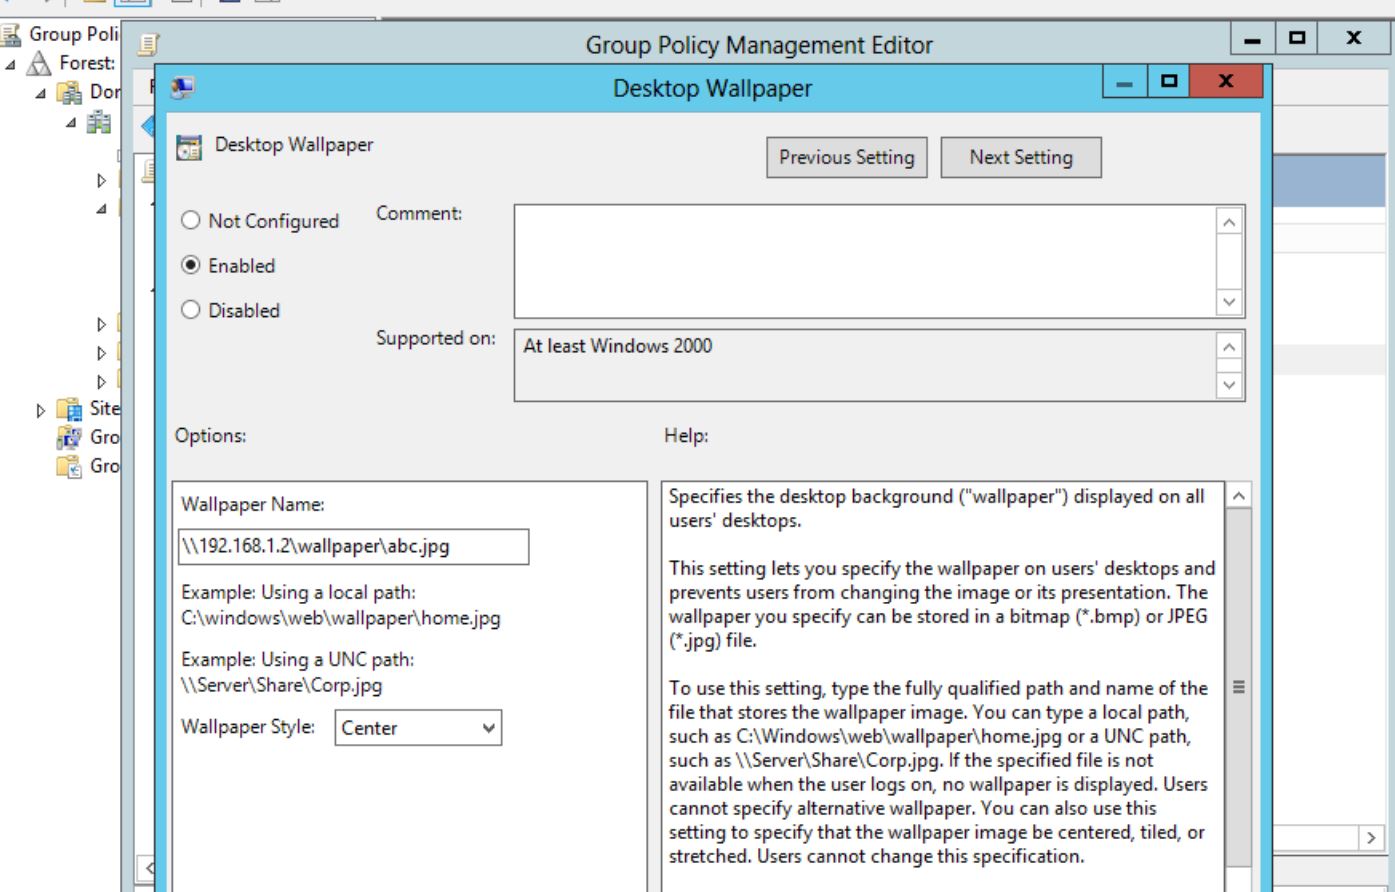 Group Policy Management Editor
Group Poli
Forest:
Dor
Site
Gro
Gro
Desktop Wallpaper
Desktop Wallpaper
Previous Setting
Next Setting
Not Configured
Enabled
Disabled
Comment:
Supported on:
At least Windows 2000
Options:
Help:
Wallpaper Name:
\\192.168.1.2\wallpaper\abc.jpg
Example: Using a local path:
C:\windows\web\wallpaper\home.jpg
Example: Using a UNC path:
\\Server\Share\Corp.jpg
Wallpaper Style: Center
Specifies the desktop background ("wallpaper") displayed on all
users' desktops.
This setting lets you specify the wallpaper on users' desktops and
prevents users from changing the image or its presentation. The
wallpaper you specify can be stored in a bitmap (*.bmp) or JPEG
(*.jpg) file.
To use this setting, type the fully qualified path and name of the
file that stores the wallpaper image. You can type a local path,
such as C:\Windows\web\wallpaper\home.jpg or a UNC path,
such as \\Server\Share\Corp.jpg. If the specified file is not
available when the user logs on, no wallpaper is displayed. Users
cannot specify alternative wallpaper. You can also use this
setting to specify that the wallpaper image be centered, tiled, or
stretched. Users cannot change this specification.